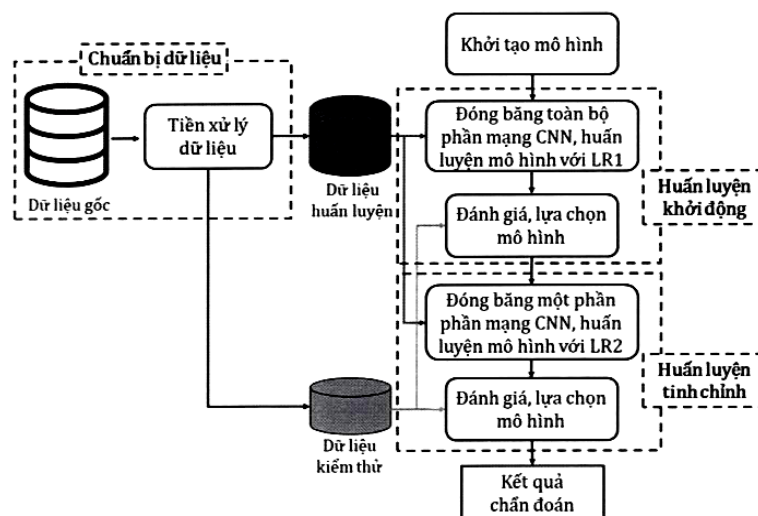 Chuẩn bị dữ liệu
Dữ liệu gốc
Tiền xử lý
dữ liệu
Dữ liệu
huấn luyện
Dữ liệu
kiểm thử
Khởi tạo mô hình
Đóng băng toàn bộ
phần mạng CNN, huấn
luyện mô hình với LR1
Đánh giá, lựa chọn
mô hình
Huấn luyện
khởi động
Đóng băng một phần
phần mạng CNN, huấn
luyện mô hình với LR2
Đánh giá, lựa chọn
mô hình
Huấn luyện
tinh chỉnh
Kết quả
chẩn đoán